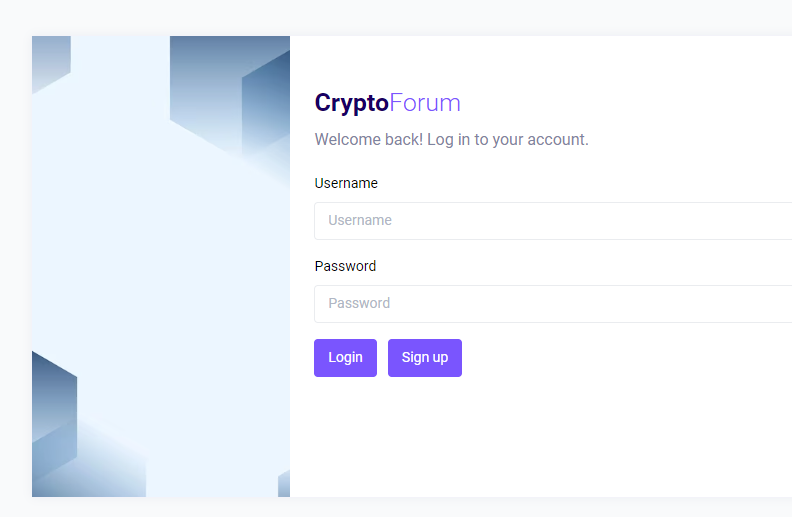 CryptoForum
Welcome back! Log in to your account.
Username
Username
Password
Password
Login Sign up